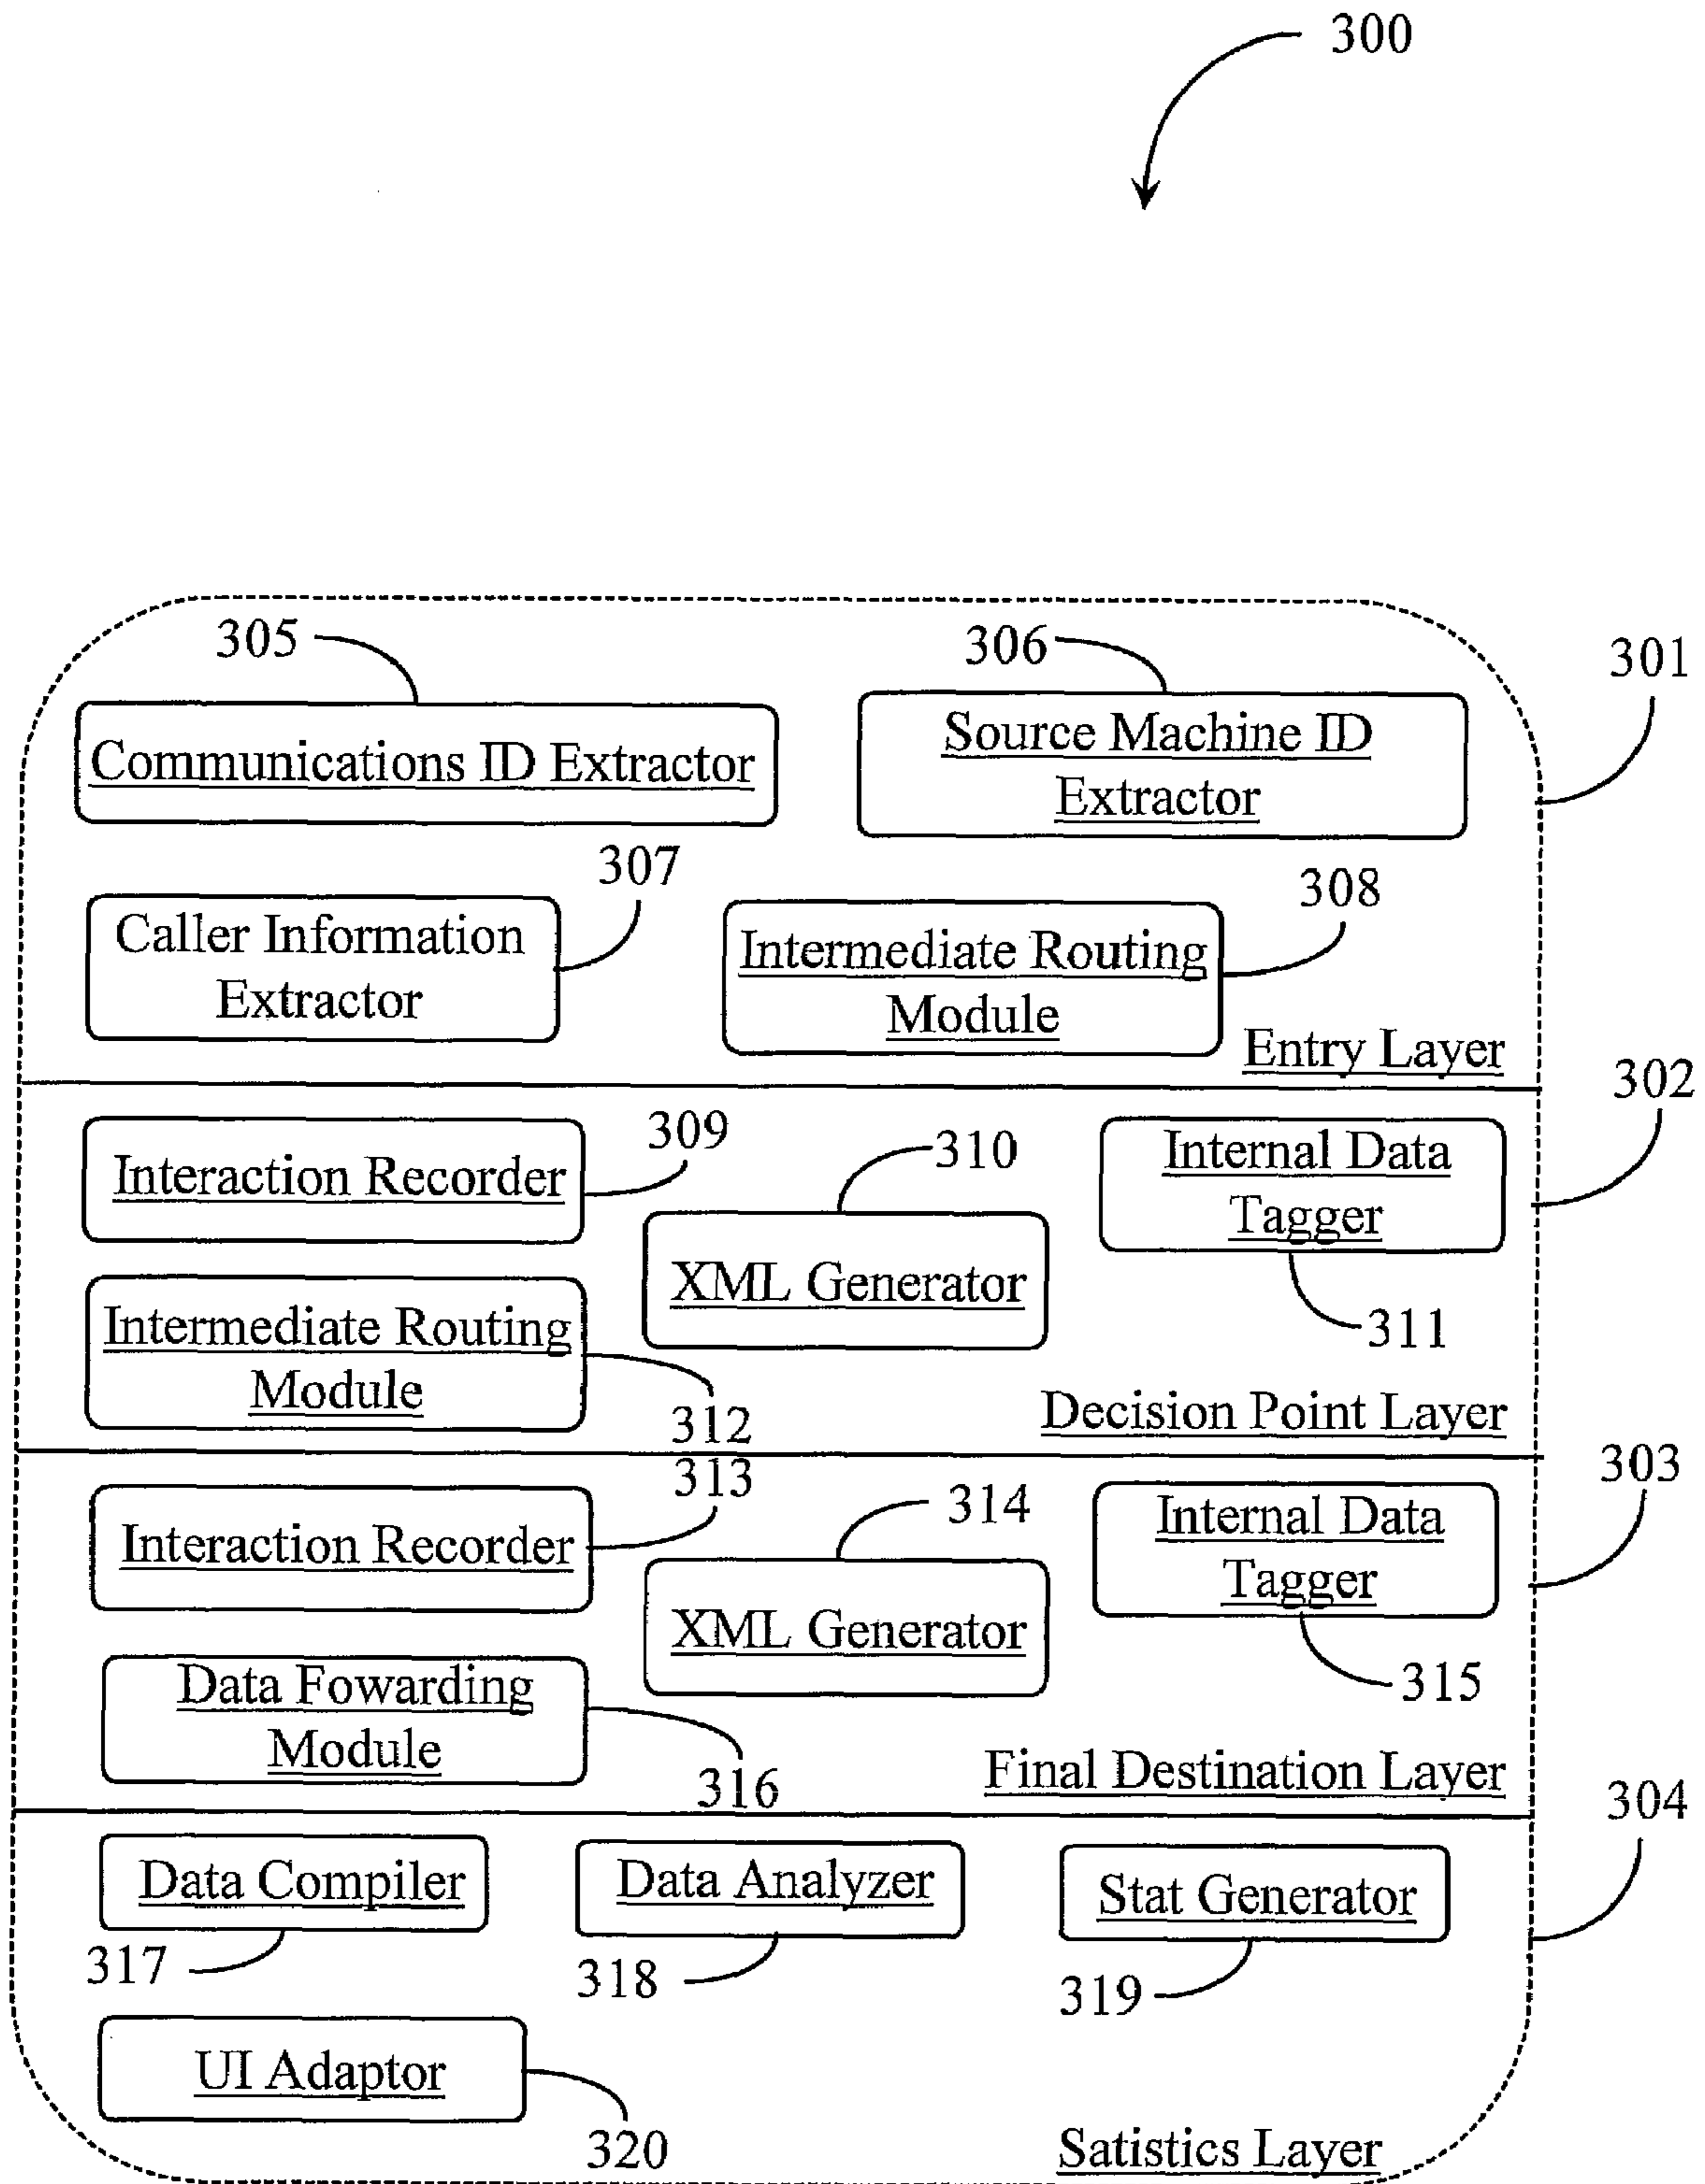 300
305
306
301
Communications ID Extractor
Source Machine ID
Extractor
307
308
Caller Information
Extractor
Intermediate Routing
Module
Entry Layer
302
309
310
Interaction Recorder
Internal Data
Tagger
XML Generator
311
Intermediate Routing
Module
312
Decision Point Layer
303
313
314
Interaction Recorder
Internal Data
Tagger
XML Generator
315
Data Fowarding
Module
316
Final Destination Layer
304
Data Compiler
Data Analyzer
Stat Generator
317
318
319
UI Adaptor
320
Satistics Layer